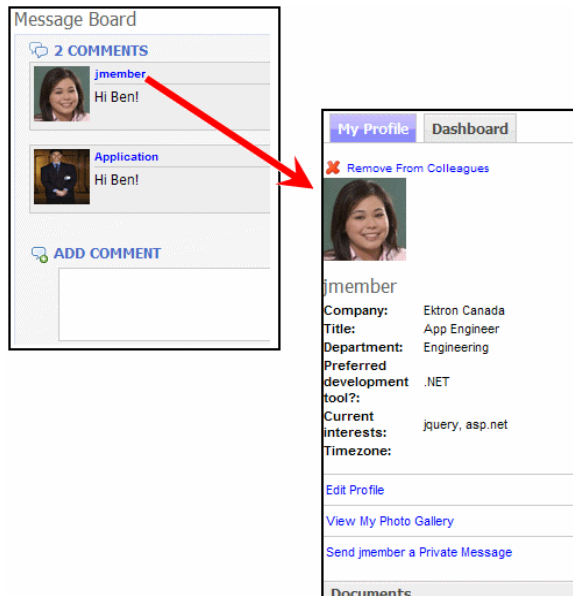 Message Board
2 COMMENTS
jmember
Hi Ben!
Application
Hi Ben!
ADD COMMENT
My Profile Dashboard
Remove From Colleagues
jmember
Company: Ektron Canada
Title: App Engineer
Department: Engineering
Preferred
development .NET
tool?:
Current
interests: jquery, asp.net
Timezone:
Edit Profile
View My Photo Gallery
Send jmember a Private Message
Documents